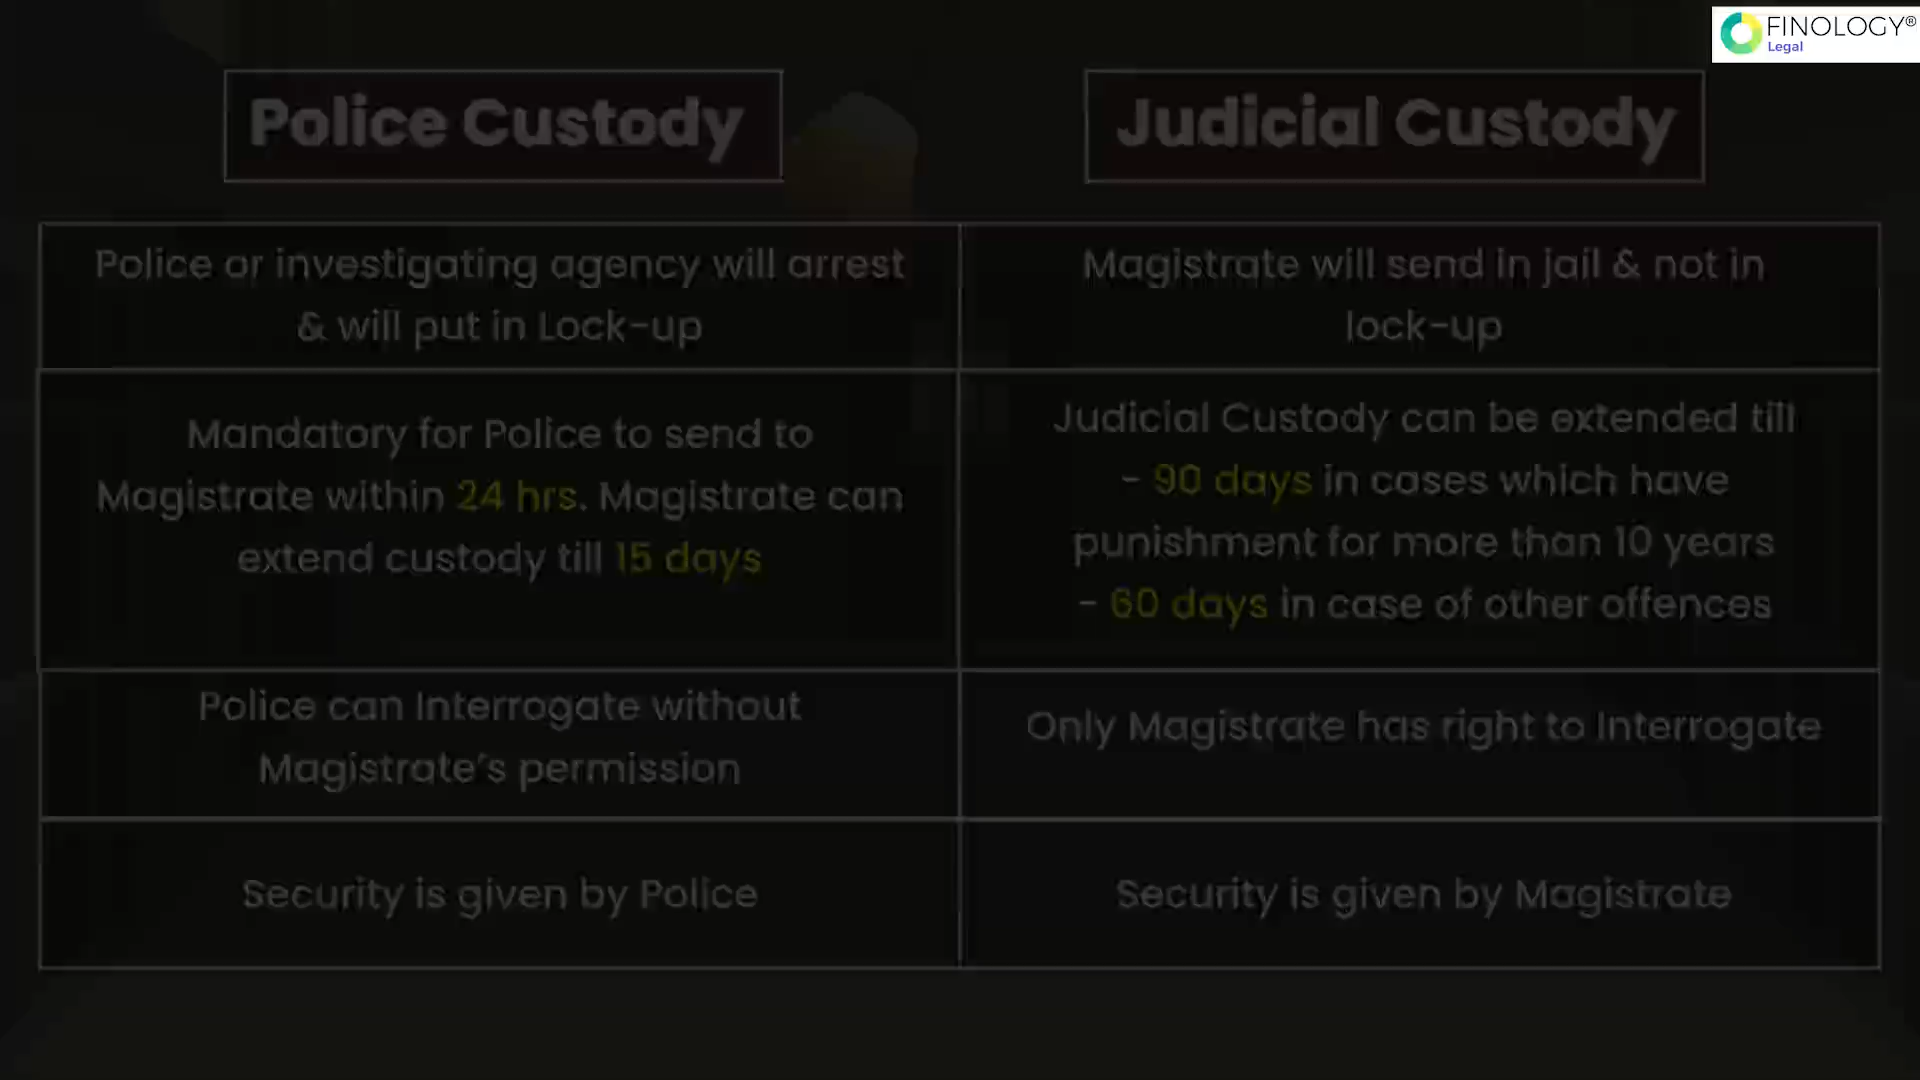 FINOLOGY®
Legal
Police Custody
Judicial Custody
Police or investigating agency will arrest
& will put in Lock-up
Magistrate will send in jail & not in
lock-up
Mandatory for Police to send to
Magistrate within 24 hrs. Magistrate can
extend custody till 15 days
Judicial Custody can be extended till
- 90 days in cases which have
punishment for more than 10 years
- 60 days in case of other offences
Police can Interrogate without
Magistrate's permission
Only Magistrate has right to Interrogate
Security is given by Police
Security is given by Magistrate